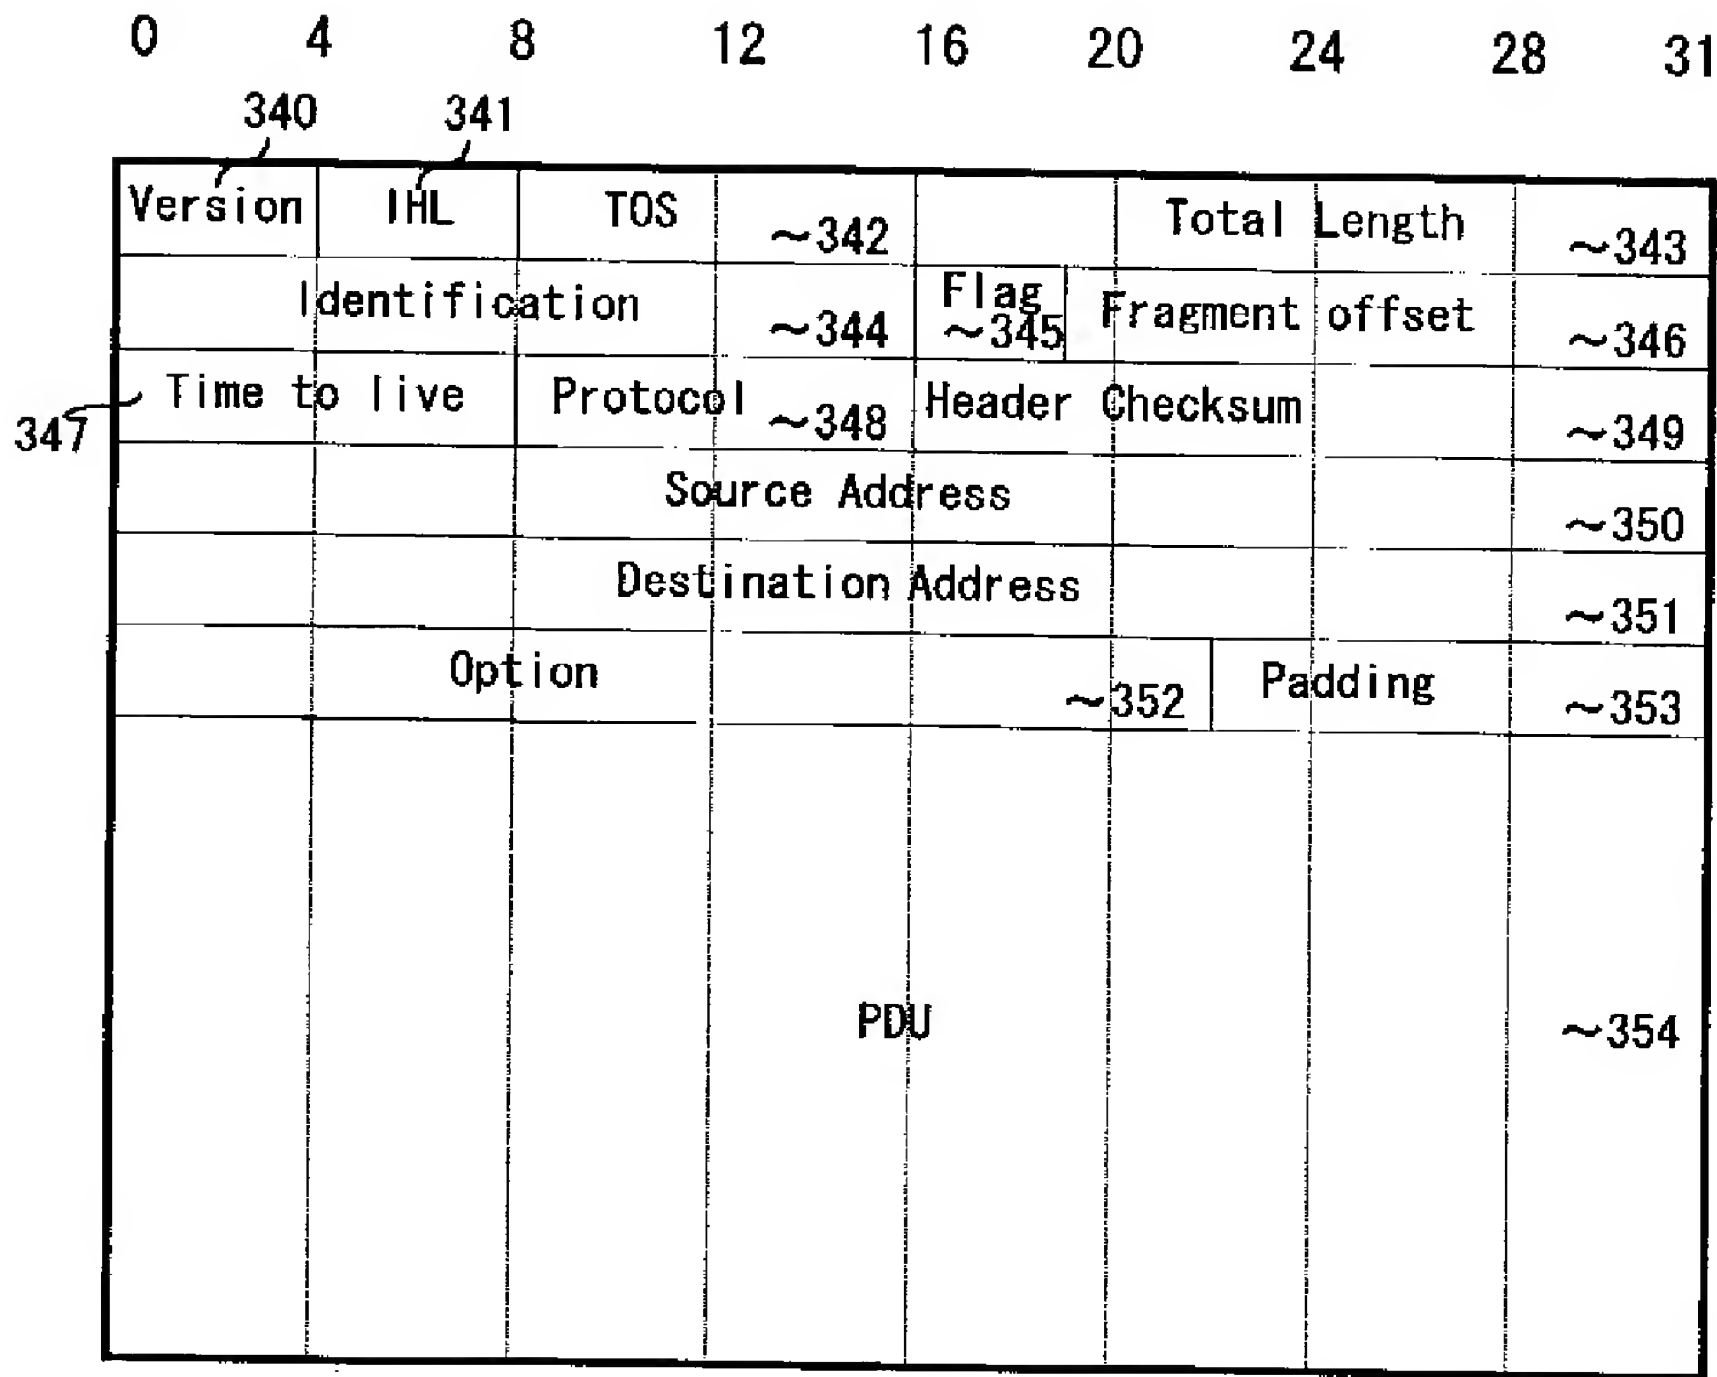 0 4 8 12 16 20 24 28 31
340 341
Version IHL TOS ~342 Total Length ~343
Identification ~344 Flag ~345 Fragment offset ~346
347 Time to live Protocol ~348 Header Checksum ~349
Source Address ~350
Destination Address ~351
Option ~352 Padding ~353
PDU ~354